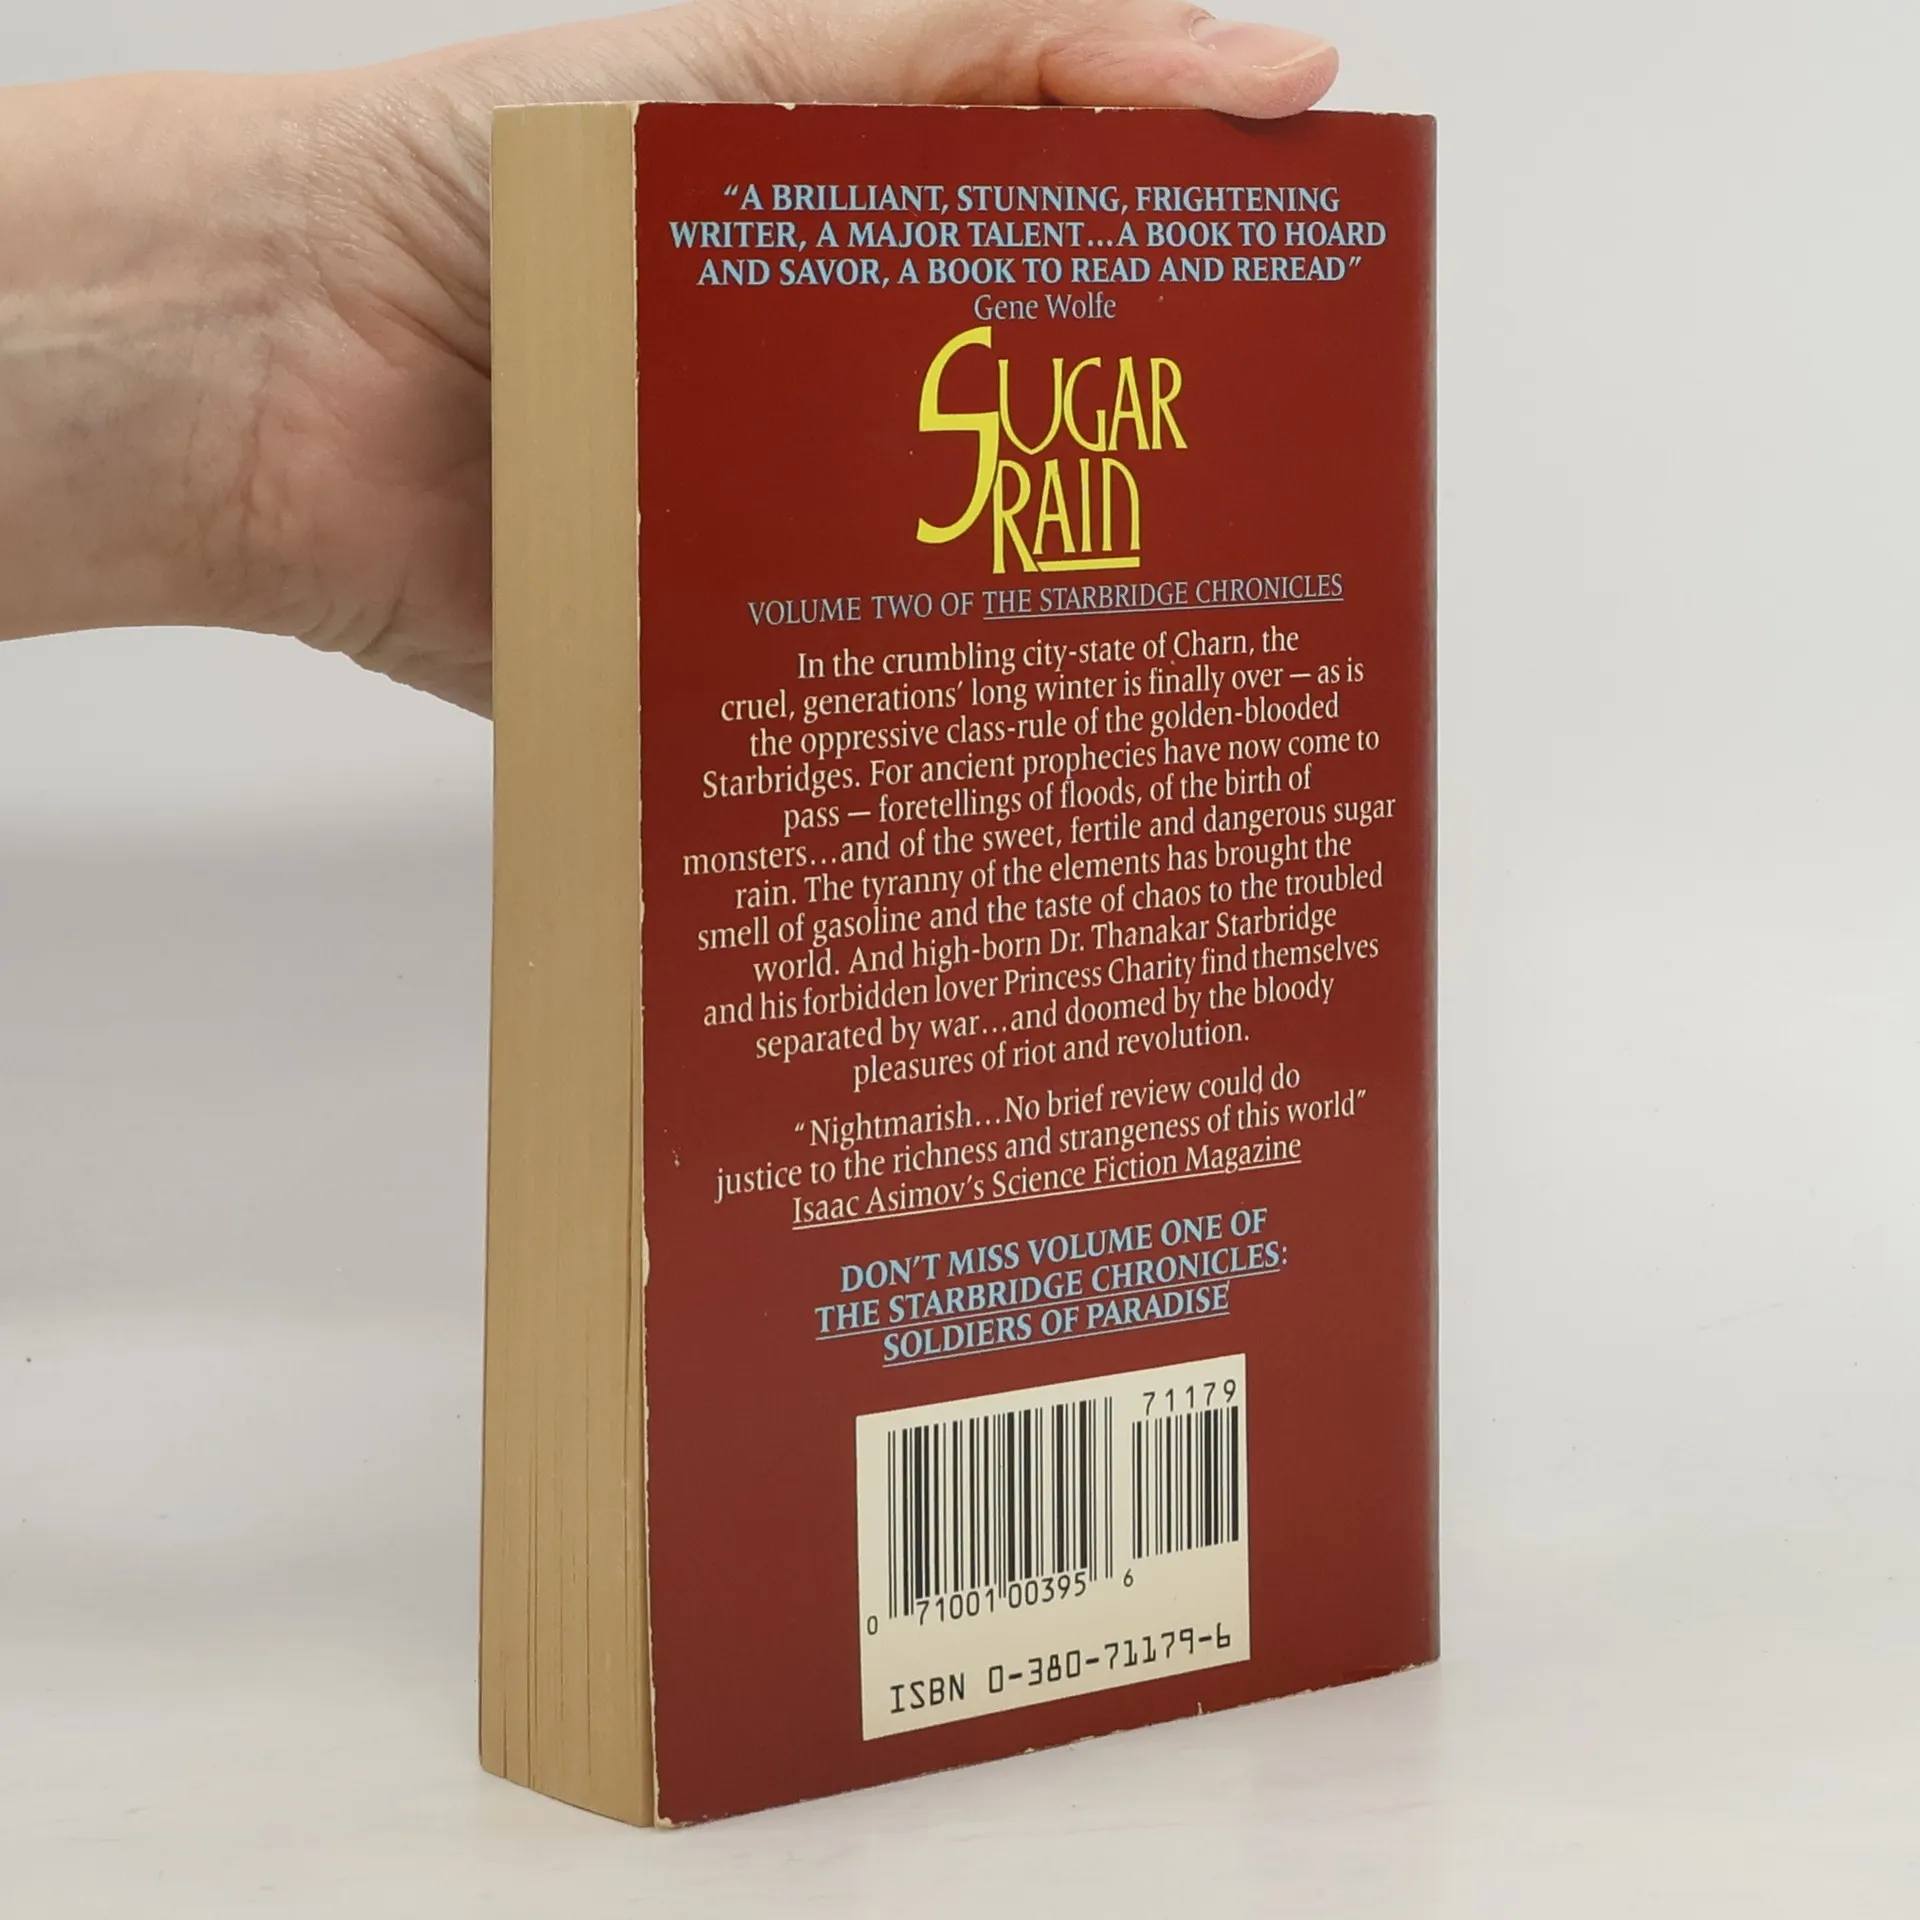 “A BRILLIANT, STUNNING, FRIGHTENING
WRITER, A MAJOR TALENT...A BOOK TO HOARD
AND SAVOR, A BOOK TO READ AND REREAD”
Gene Wolfe
SUGAR
RAIN
VOLUME TWO OF THE STARBRIDGE CHRONICLES
In the crumbling city-state of Charn, the
cruel, generations’ long winter is finally over — as is
the oppressive class-rule of the golden-blooded
Starbridges. For ancient prophecies have now come to
pass — foretellings of floods, of the birth of
monsters...and of the sweet, fertile and dangerous sugar
rain. The tyranny of the elements has brought the
smell of gasoline and the taste of chaos to the troubled
world. And high-born Dr. Thanakar Starbridge
and his forbidden lover Princess Charity find themselves
separated by war...and doomed by the bloody
pleasures of riot and revolution.
“Nightmarish...No brief review could do
justice to the richness and strangeness of this world”
Isaac Asimov’s Science Fiction Magazine
DON’T MISS VOLUME ONE OF
THE STARBRIDGE CHRONICLES:
SOLDIERS OF PARADISE
71179
0 71001 00395 6
ISBN 0-380-71179-6